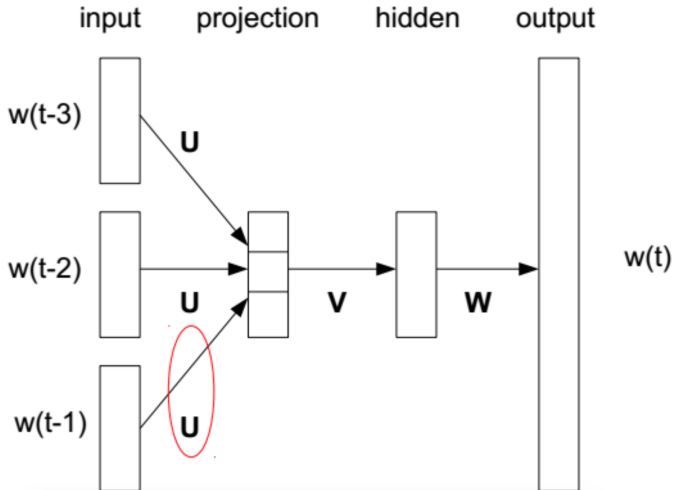 input projection hidden output
w(t-3)
U
w(t-2)
w(t)
U V W
w(t-1)
U